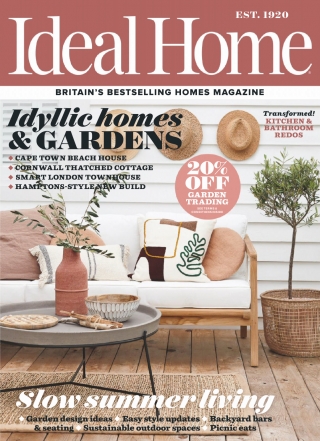 EST. 1920
Ideal Home
BRITAIN'S BESTSELLING HOMES MAGAZINE
Idyllic homes
& GARDENS
CAPE TOWN BEACH HOUSE
CORNWALL THATCHED COTTAGE
SMART LONDON TOWNHOUSE
HAMPTONS-STYLE NEW BUILD
Transformed!
KITCHEN &
BATHROOM
REDOS
20%
OFF
GARDEN
TRADING
Slow summer living
Garden design ideas Easy style updates Backyard bars
& seating Sustainable outdoor spaces Picnic eats